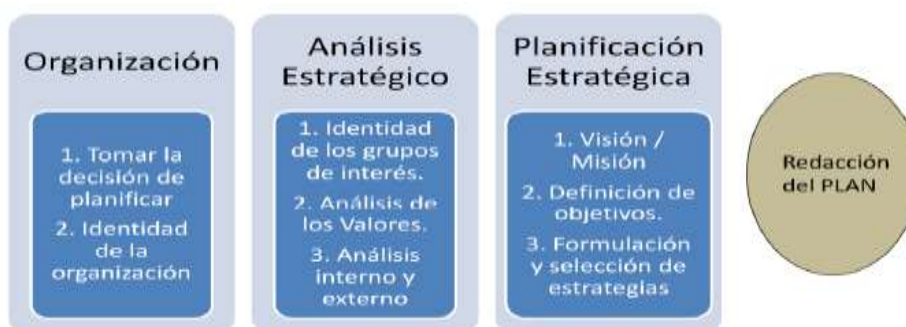 Organización
1. Tomar la
decisión de
planificar
2. Identidad
de la
organización
Análisis
Estratégico
1. Identidad
de los grupos
de interés.
2. Análisis de
los Valores.
3. Análisis
interno y
externo
Planificación
Estratégica
1. Visión /
Misión
2. Definición de
objetivos.
3. Formulación
y selección de
estrategias
Redacción
del PLAN